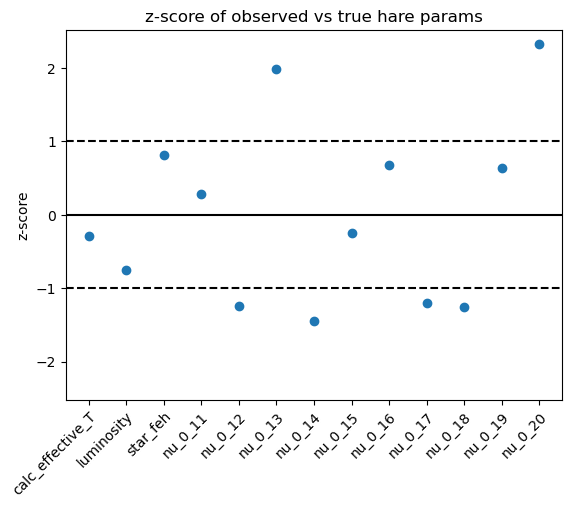 z-score of observed vs true hare params
z-score
2
1
0
−1
−2
calc_effective_T
luminosity
star_feh
nu_0_11
nu_0_12
nu_0_13
nu_0_14
nu_0_15
nu_0_16
nu_0_17
nu_0_18
nu_0_19
nu_0_20